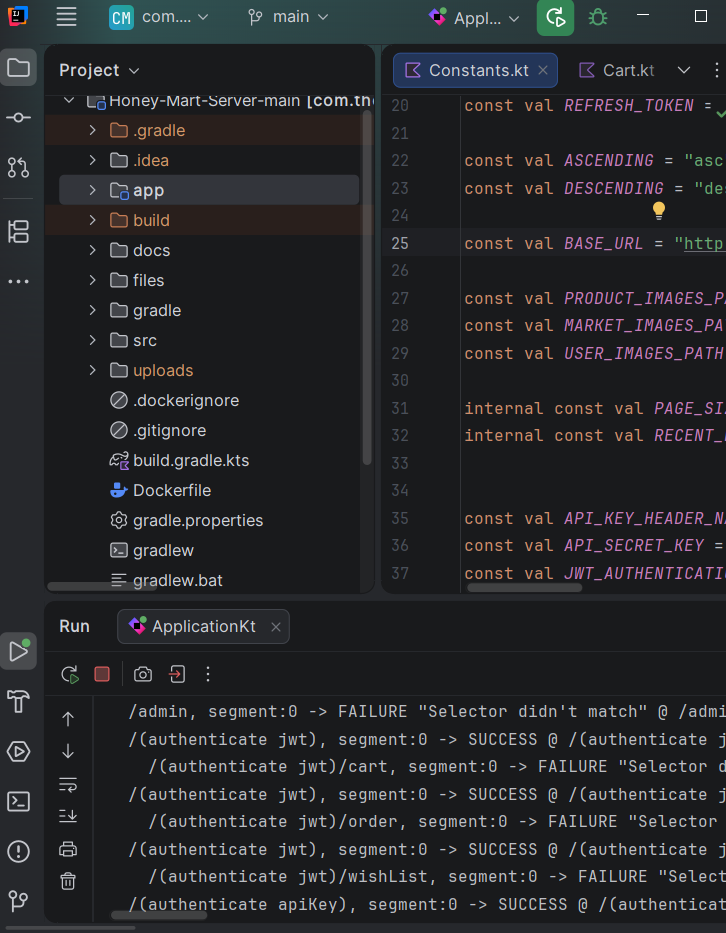 CM com.... main Appl...
Project
Constants.kt Cart.kt
Honey-Mart-Server-main [com.the
.gradle
.idea
app
build
docs
files
gradle
src
uploads
.dockerignore
.gitignore
build.gradle.kts
Dockerfile
gradle.properties
gradlew
gradlew.bat
20 const val REFRESH_TOKEN =
21
22 const val ASCENDING = "asc
23 const val DESCENDING = "des
24
25 const val BASE_URL = "http
26
27 const val PRODUCT_IMAGES_PA
28 const val MARKET_IMAGES_PA
29 const val USER_IMAGES_PATH
30
31 internal const val PAGE_SIZ
32 internal const val RECENT_
33
34
35 const val API_KEY_HEADER_NA
36 const val API_SECRET_KEY =
37 const val JWT_AUTHENTICATIO
Run ApplicationKt
/admin, segment:0 -> FAILURE "Selector didn't match" @ /admi
/(authenticate jwt), segment:0 -> SUCCESS @ /(authenticate j
/(authenticate jwt)/cart, segment:0 -> FAILURE "Selector d
/(authenticate jwt), segment:0 -> SUCCESS @ /(authenticate j
/(authenticate jwt)/order, segment:0 -> FAILURE "Selector
/(authenticate jwt), segment:0 -> SUCCESS @ /(authenticate j
/(authenticate jwt)/wishList, segment:0 -> FAILURE "Select
/(authenticate apiKey), segment:0 -> SUCCESS @ /(authenticat